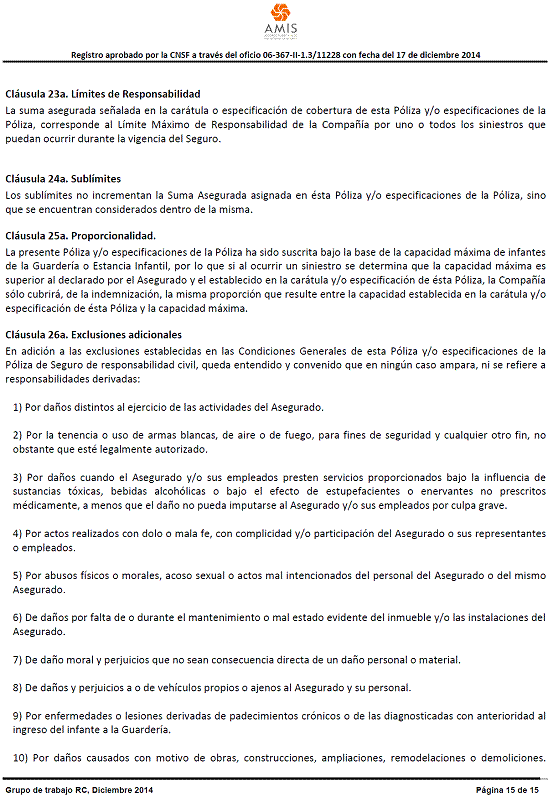 AMIS
Registro aprobado por la CNSF a través del oficio 06-367-II-1.3/11228 con fecha del 17 de diciembre 2014
Cláusula 23a. Límites de Responsabilidad
La suma asegurada señalada en la carátula o especificación de cobertura de esta Póliza y/o especificaciones de la
Póliza, corresponde al Límite Máximo de Responsabilidad de la Compañía por uno o todos los siniestros que
puedan ocurrir durante la vigencia del Seguro.
Cláusula 24a. Sublímites
Los sublímites no incrementan la Suma Asegurada asignada en ésta Póliza y/o especificaciones de la Póliza, sino
que se encuentran considerados dentro de la misma.
Cláusula 25a. Proporcionalidad.
La presente Póliza y/o especificaciones de la Póliza ha sido suscrita bajo la base de la capacidad máxima de infantes
de la Guardería o Estancia Infantil, por lo que si al ocurrir un siniestro se determina que la capacidad máxima es
superior al declarado por el Asegurado y el establecido en la carátula y/o especificación de ésta Póliza, la Compañía
sólo cubrirá, de la indemnización, la misma proporción que resulte entre la capacidad establecida en la carátula y/o
especificación de ésta Póliza y la capacidad máxima.
Cláusula 26a. Exclusiones adicionales
En adición a las exclusiones establecidas en las Condiciones Generales de esta Póliza y/o especificaciones de la
Póliza de Seguro de responsabilidad civil, queda entendido y convenido que en ningún caso ampara, ni se refiere a
responsabilidades derivadas:
1) Por daños distintos al ejercicio de las actividades del Asegurado.
2) Por la tenencia o uso de armas blancas, de aire o de fuego, para fines de seguridad y cualquier otro fin, no
obstante que esté legalmente autorizado.
3) Por daños cuando el Asegurado y/o sus empleados presten servicios proporcionados bajo la influencia de
sustancias tóxicas, bebidas alcohólicas o bajo el efecto de estupefacientes o enervantes no prescritos
médicamente, a menos que el daño no pueda imputarse al Asegurado y/o sus empleados por culpa grave.
4) Por actos realizados con dolo o mala fe, con complicidad y/o participación del Asegurado o sus representantes
o empleados.
5) Por abusos físicos o morales, acoso sexual o actos mal intencionados del personal del Asegurado o del mismo
Asegurado.
6) De daños por falta de o durante el mantenimiento o mal estado evidente del inmueble y/o las instalaciones del
Asegurado.
7) De daño moral y perjuicios que no sean consecuencia directa de un daño personal o material.
8) De daños y perjuicios a o de vehículos propios o ajenos al Asegurado y su personal.
9) Por enfermedades o lesiones derivadas de padecimientos crónicos o de las diagnosticadas con anterioridad al
ingreso del infante a la Guardería.
10) Por daños causados con motivo de obras, construcciones, ampliaciones, remodelaciones o demoliciones.
Grupo de trabajo RC, Diciembre 2014 Página 15 de 15